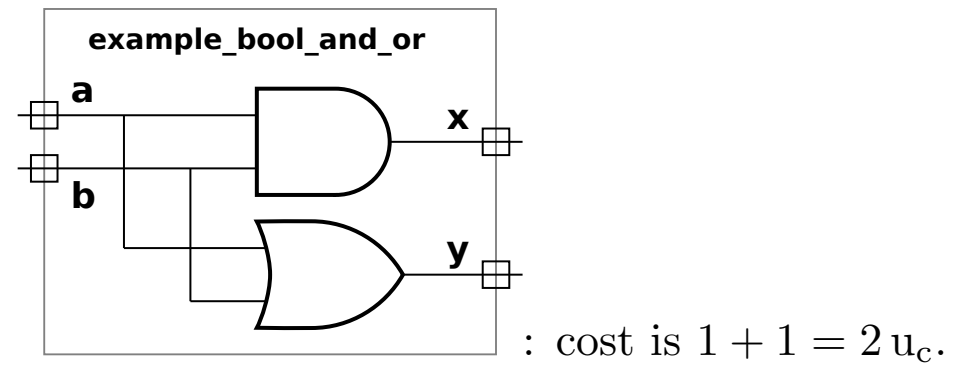 example_bool_and_or
a
x
b
y
: cost is 1 + 1 = 2 u_c.